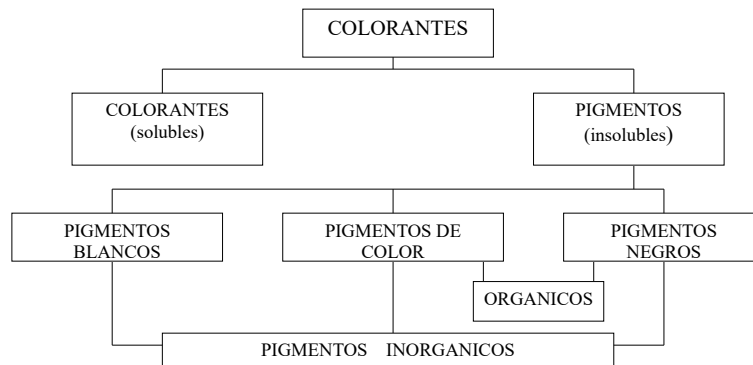 COLORANTES
COLORANTES
(solubles)
PIGMENTOS
(insolubles)
PIGMENTOS
BLANCOS
PIGMENTOS DE
COLOR
PIGMENTOS
NEGROS
ORGANICOS
PIGMENTOS INORGANICOS